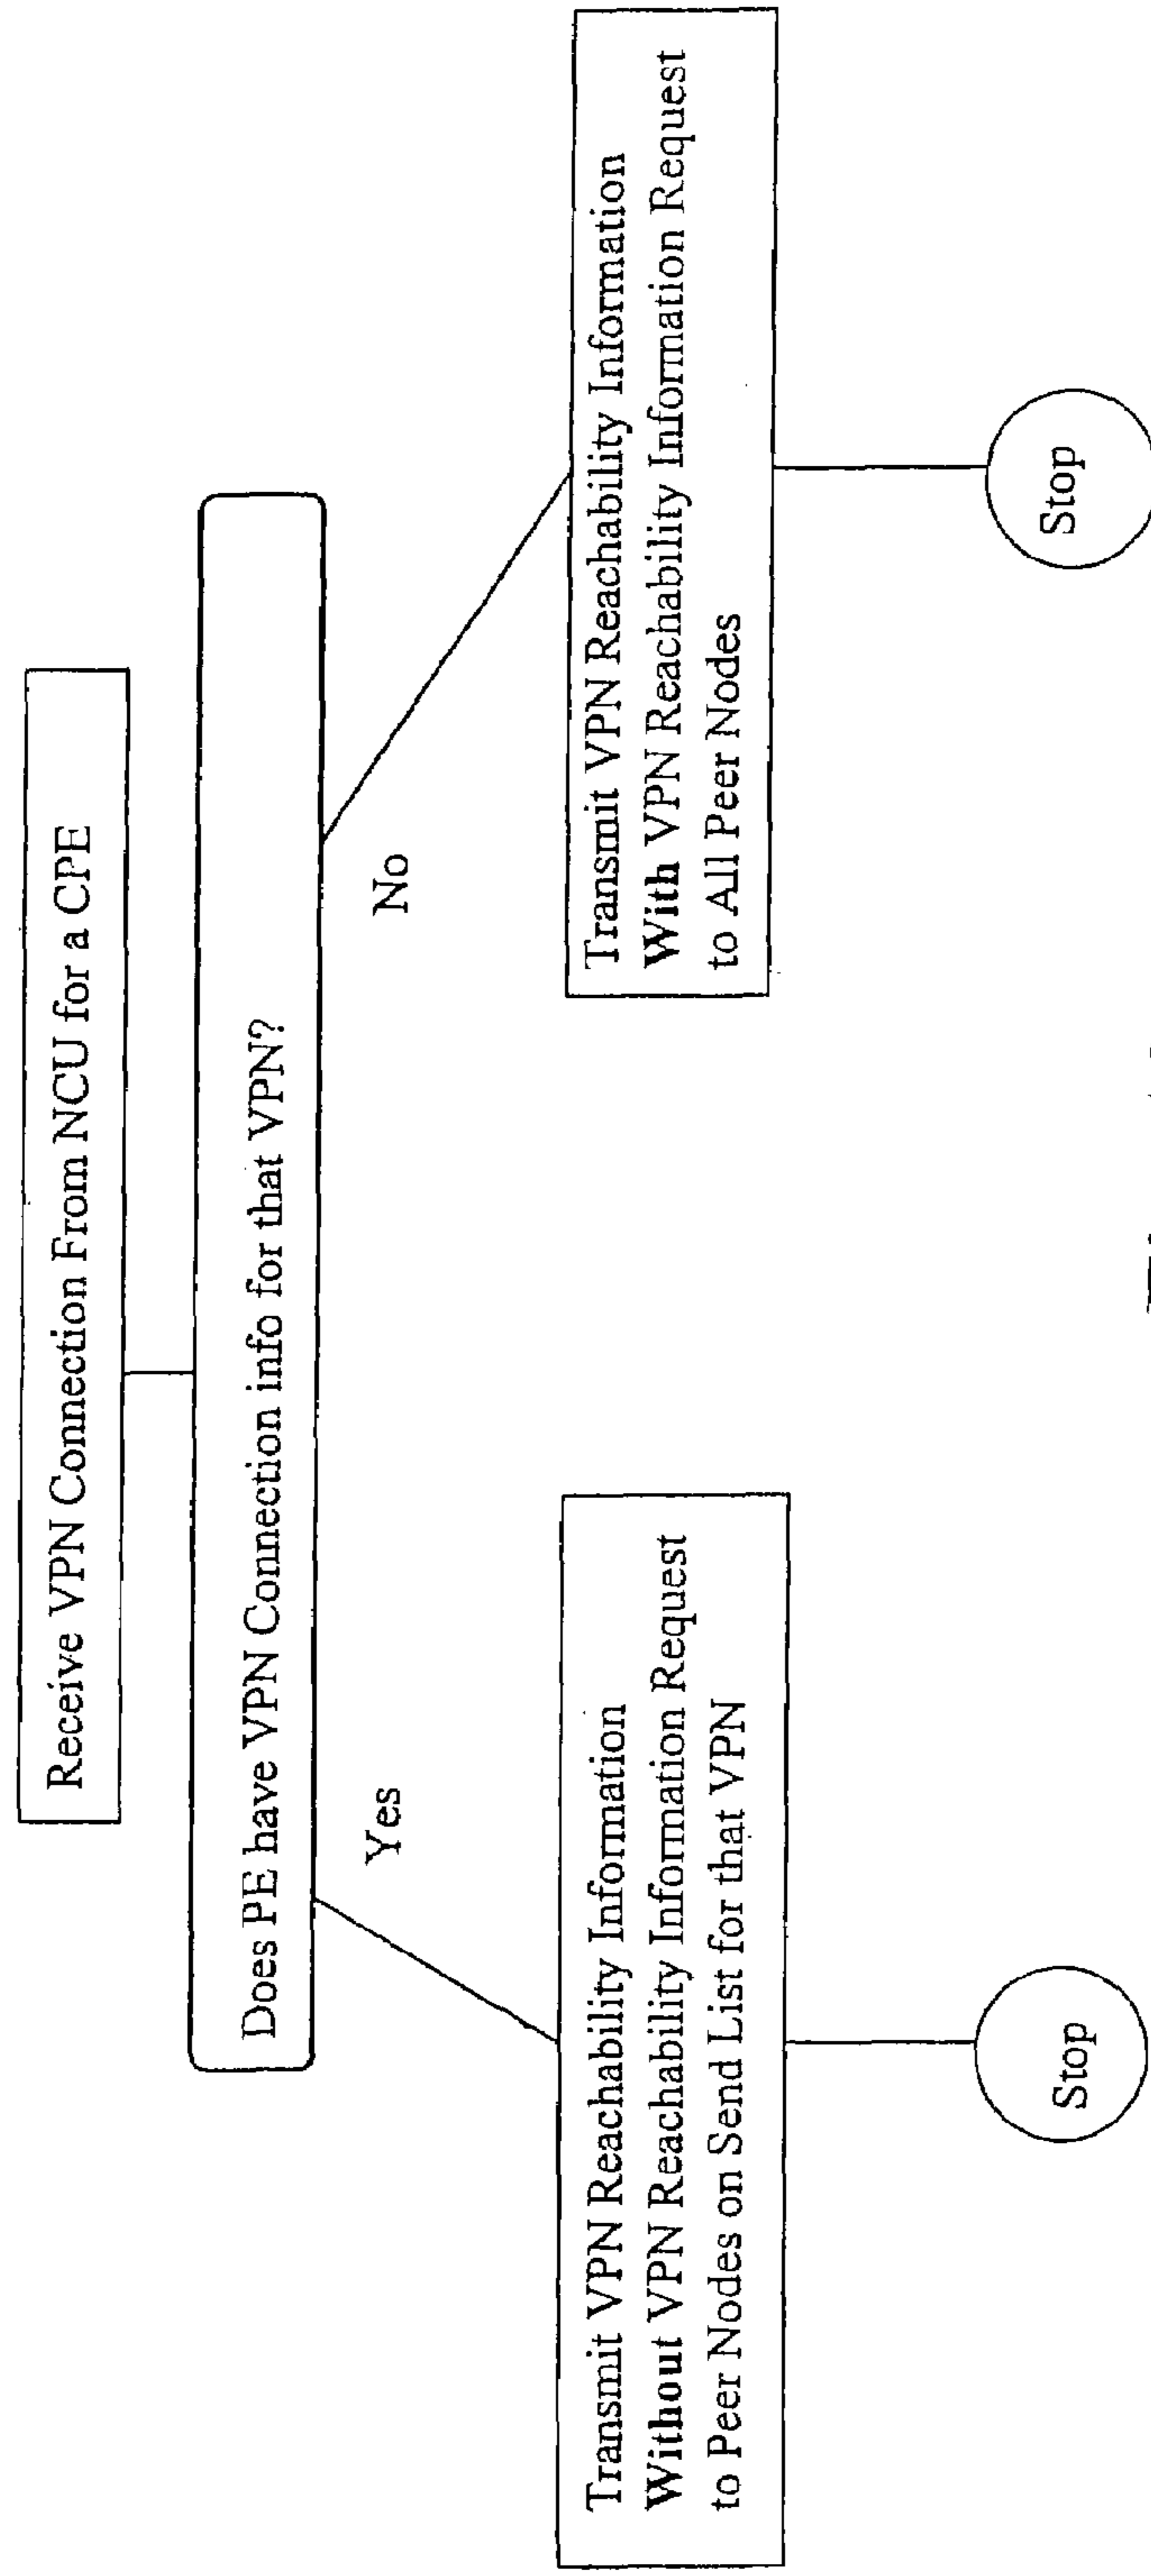 Receive VPN Connection From NCU for a CPE
Does PE have VPN Connection info for that VPN?
Yes
No
Transmit VPN Reachability Information
Without VPN Reachability Information Request
to Peer Nodes on Send List for that VPN
Transmit VPN Reachability Information
With VPN Reachability Information Request
to All Peer Nodes
Stop
Stop